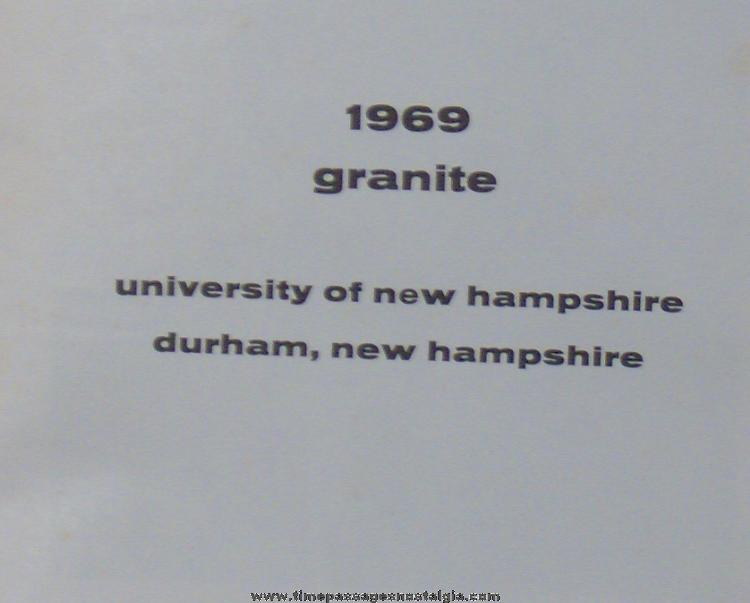 1969
granite
university of new hampshire
durham, new hampshire
www.timepassagesnostalgia.com